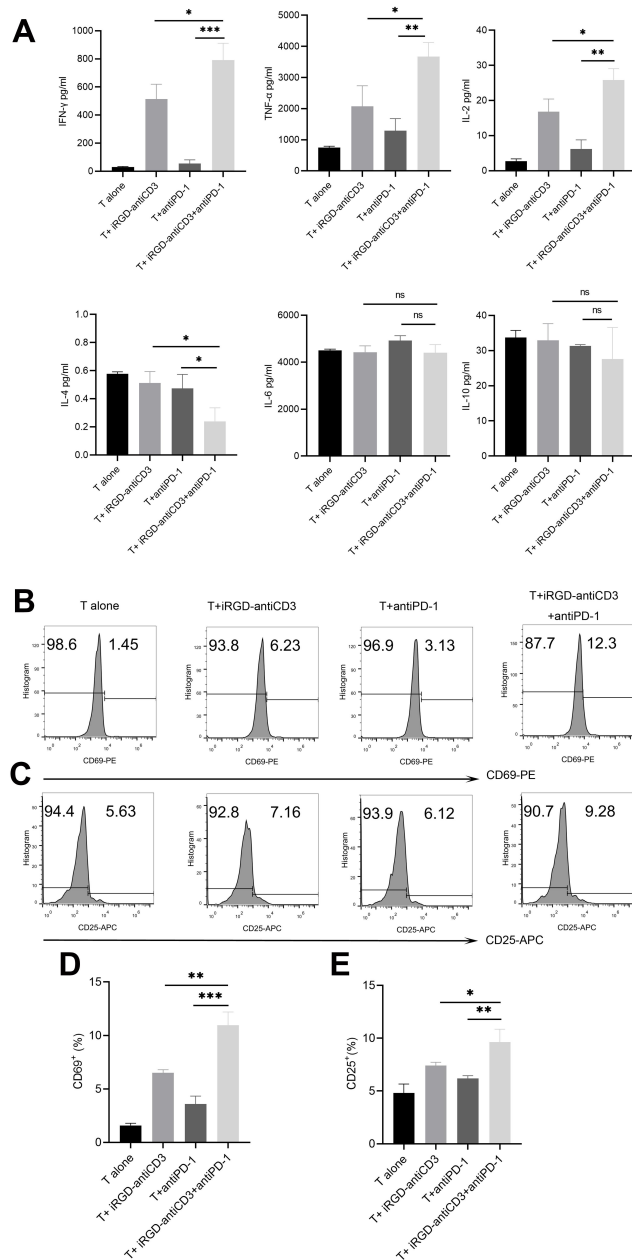 A
IFN-γ pg/ml
1000
800
600
400
200
0
*
***
T alone
T+ iRGD-antiCD3
T+antiPD-1
T+ iRGD-antiCD3+antiPD-1
TNF-α pg/ml
5000
4000
3000
2000
1000
0
*
**
T alone
T+ iRGD-antiCD3
T+antiPD-1
T+ iRGD-antiCD3+antiPD-1
IL-2 pg/ml
40
30
20
10
0
*
**
T alone
T+ iRGD-antiCD3
T+antiPD-1
T+ iRGD-antiCD3+antiPD-1
IL-4 pg/ml
1.0
0.8
0.6
0.4
0.2
0.0
*
*
T alone
T+ iRGD-antiCD3
T+antiPD-1
T+ iRGD-antiCD3+antiPD-1
IL-6 pg/ml
6000
4000
2000
0
ns
ns
T alone
T+ iRGD-antiCD3
T+antiPD-1
T+ iRGD-antiCD3+antiPD-1
IL-10 pg/ml
40
30
20
10
0
ns
ns
T alone
T+ iRGD-antiCD3
T+antiPD-1
T+ iRGD-antiCD3+antiPD-1
B
T alone
T+iRGD-antiCD3
T+antiPD-1
T+iRGD-antiCD3
+antiPD-1
98.6 1.45
Histogram
CD69-PE
93.8 6.23
Histogram
CD69-PE
96.9 3.13
Histogram
CD69-PE
87.7 12.3
Histogram
CD69-PE
CD69-PE
C
94.4 5.63
Histogram
CD25-APC
92.8 7.16
Histogram
CD25-APC
93.9 6.12
Histogram
CD25-APC
90.7 9.28
Histogram
CD25-APC
CD25-APC
D
CD69+ (%)
15
10
5
0
**
***
T alone
T+ iRGD-antiCD3
T+antiPD-1
T+ iRGD-antiCD3+antiPD-1
E
CD25+(%)
15
10
5
0
*
**
T alone
T+ iRGD-antiCD3
T+antiPD-1
T+ iRGD-antiCD3+antiPD-1